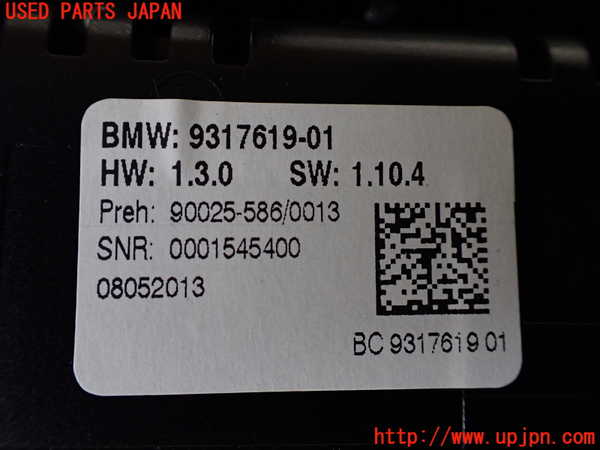 USED PARTS JAPAN
BMW: 9317619-01
HW: 1.3.0 SW: 1.10.4
Preh: 90025-586/0013
SNR: 0001545400
08052013
BC 9317619 01
http://www.upjpn.com/